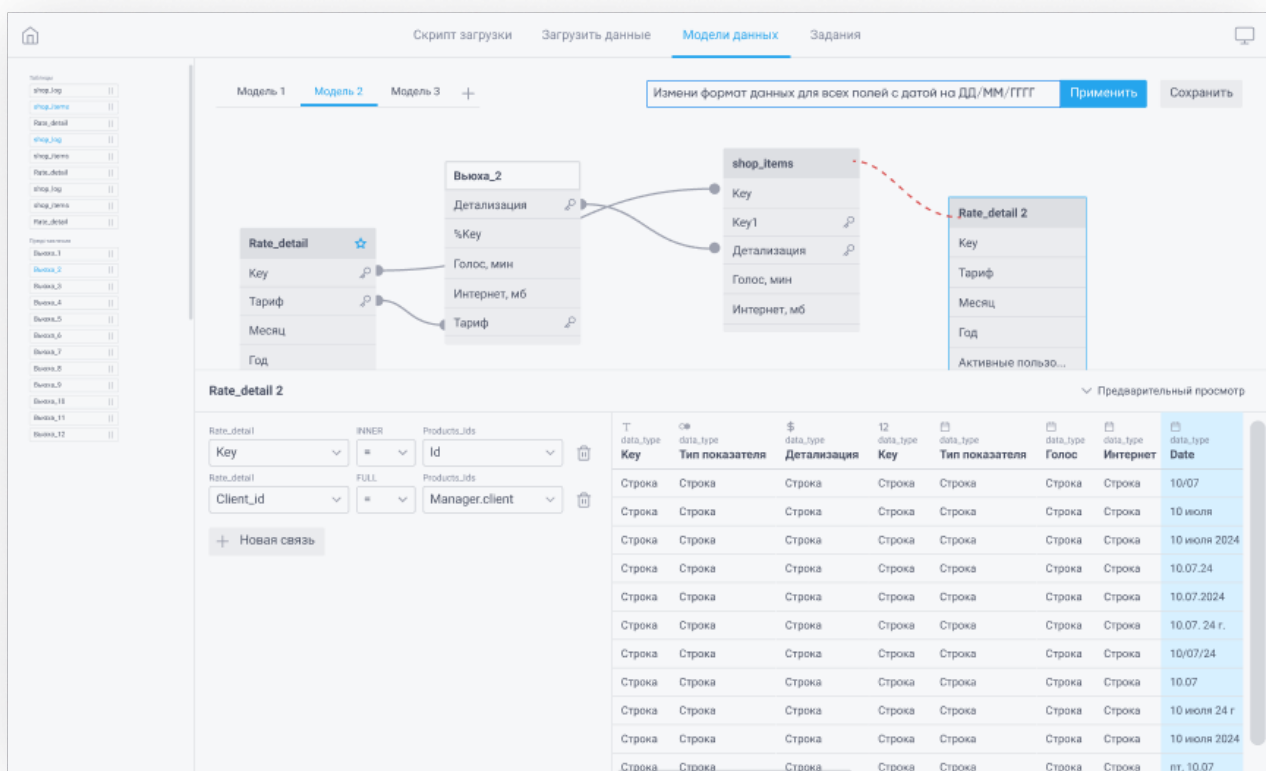 Скрипт загрузки Загрузить данные Модели данных Задания
Таблицы
shop_log
shop_items
Rate_detail
shop_log
shop_items
Rate_detail
shop_log
shop_items
Rate_detail
Представления
Вьюха_1
Вьюха_2
Вьюха_3
Вьюха_4
Вьюха_5
Вьюха_6
Вьюха_7
Вьюха_8
Вьюха_9
Вьюха_10
Вьюха_11
Вьюха_12
Модель 1 Модель 2 Модель 3 +
Измени формат данных для всех полей с датой на ДД/ММ/ГГГГ Применить Сохранить
Rate_detail
Key
Тариф
Месяц
Год
Вьюха_2
Детализация
%Key
Голос, мин
Интернет, мб
Тариф
shop_items
Key
Key1
Детализация
Голос, мин
Интернет, мб
Rate_detail 2
Key
Тариф
Месяц
Год
Активные пользо...
Rate_detail 2
Предварительный просмотр
Rate_detail INNER Products_Ids
Key = Id
Rate_detail FULL Products_Ids
Client_id = Manager.client
+ Новая связь
T $ 12
data_type data_type data_type data_type data_type data_type data_type data_type
Key Тип показателя Детализация Key Тип показателя Голос Интернет Date
Строка Строка Строка Строка Строка Строка Строка 10/07
Строка Строка Строка Строка Строка Строка Строка 10 июля
Строка Строка Строка Строка Строка Строка Строка 10 июля 2024
Строка Строка Строка Строка Строка Строка Строка 10.07.24
Строка Строка Строка Строка Строка Строка Строка 10.07.2024
Строка Строка Строка Строка Строка Строка Строка 10.07. 24 г.
Строка Строка Строка Строка Строка Строка Строка 10/07/24
Строка Строка Строка Строка Строка Строка Строка 10.07
Строка Строка Строка Строка Строка Строка Строка 10 июля 24 г
Строка Строка Строка Строка Строка Строка Строка 10 июля 2024
Строка Строка Строка Строка Строка Строка Строка пт. 10.07